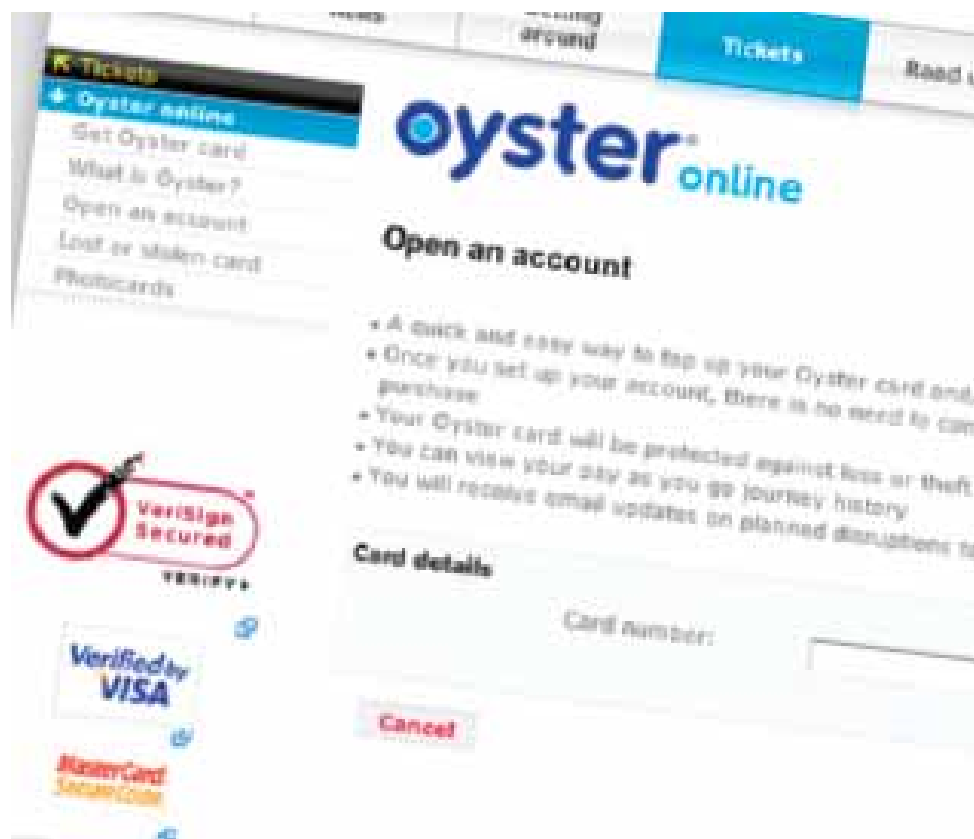 News
Getting
around
Tickets
Road
Tickets
Oyster online
Get Oyster card
What is Oyster?
Open an account
Lost or stolen card
Photocards
oyster
online
Open an account
• A quick and easy way to top up your Oyster card and,
• Once you set up your account, there is no need to
purchase
• Your Oyster card will be protected against loss or theft
• You can view your pay as you go journey history
• You will receive email updates on planned disruptions
Card details
Card number:
Cancel
VeriSign
Secured
VERIFY
Verified by
VISA
MasterCard
SecureCode